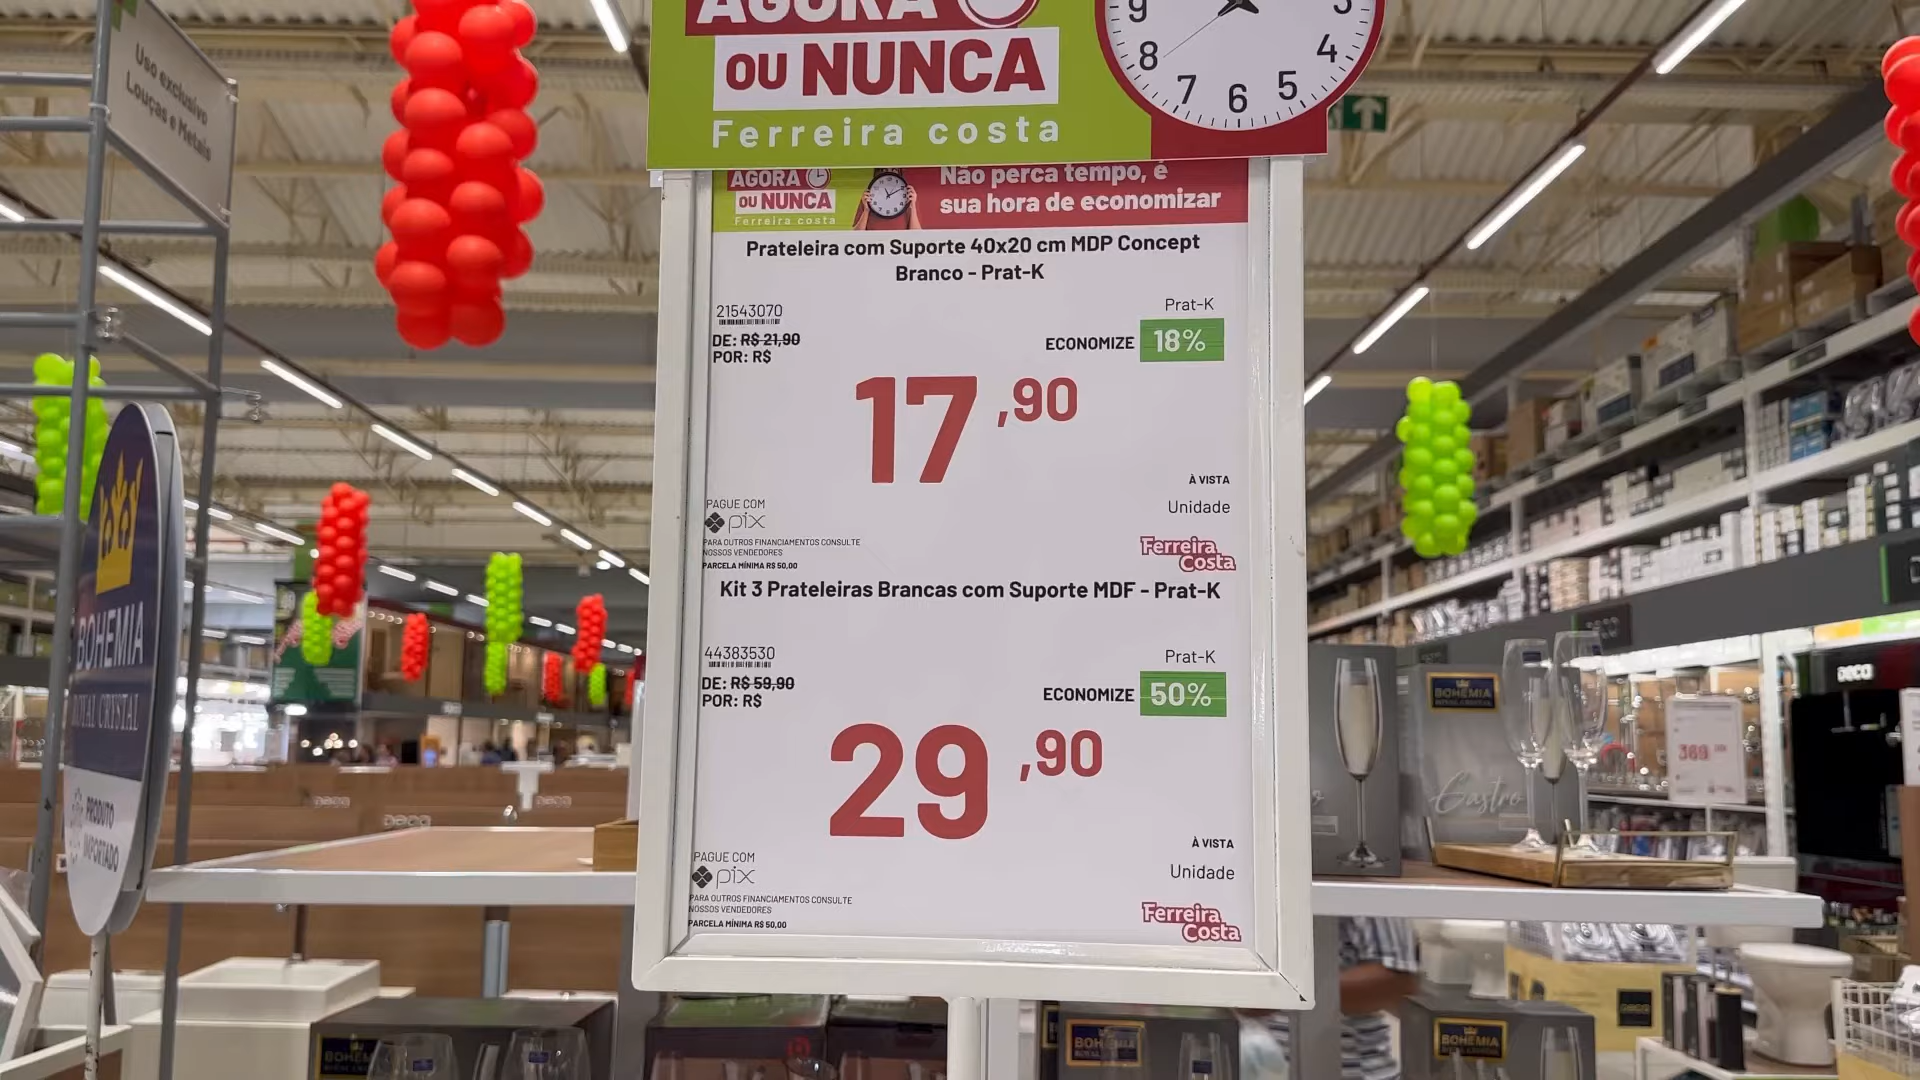 AGORA
OU NUNCA
Ferreira costa
9 3
8 4
7 6 5
AGORA
OU NUNCA
Ferreira costa
Não perca tempo, é
sua hora de economizar
Prateleira com Suporte 40x20 cm MDP Concept
Branco - Prat-K
21543070
Prat-K
DE: R$ 21,90
POR: R$
ECONOMIZE 18%
17,90
À VISTA
Unidade
PAGUE COM
pix
PARA OUTROS FINANCIAMENTOS CONSULTE
NOSSOS VENDEDORES
PARCELA MÍNIMA R$ 50,00
Ferreira
Costa
Kit 3 Prateleiras Brancas com Suporte MDF - Prat-K
44383530
Prat-K
DE: R$ 59,90
POR: R$
ECONOMIZE 50%
29,90
À VISTA
Unidade
PAGUE COM
pix
PARA OUTROS FINANCIAMENTOS CONSULTE
NOSSOS VENDEDORES
PARCELA MÍNIMA R$ 50,00
Ferreira
Costa
Uso exclusivo
Louças e Metais
BOHEMIA
ROYAL CRYSTAL
PRODUTO
IMPORTADO
deca
deca
BOHEMIA
Gastro
deca
369
BOHEMIA
BOHEMIA
BOHEMIA